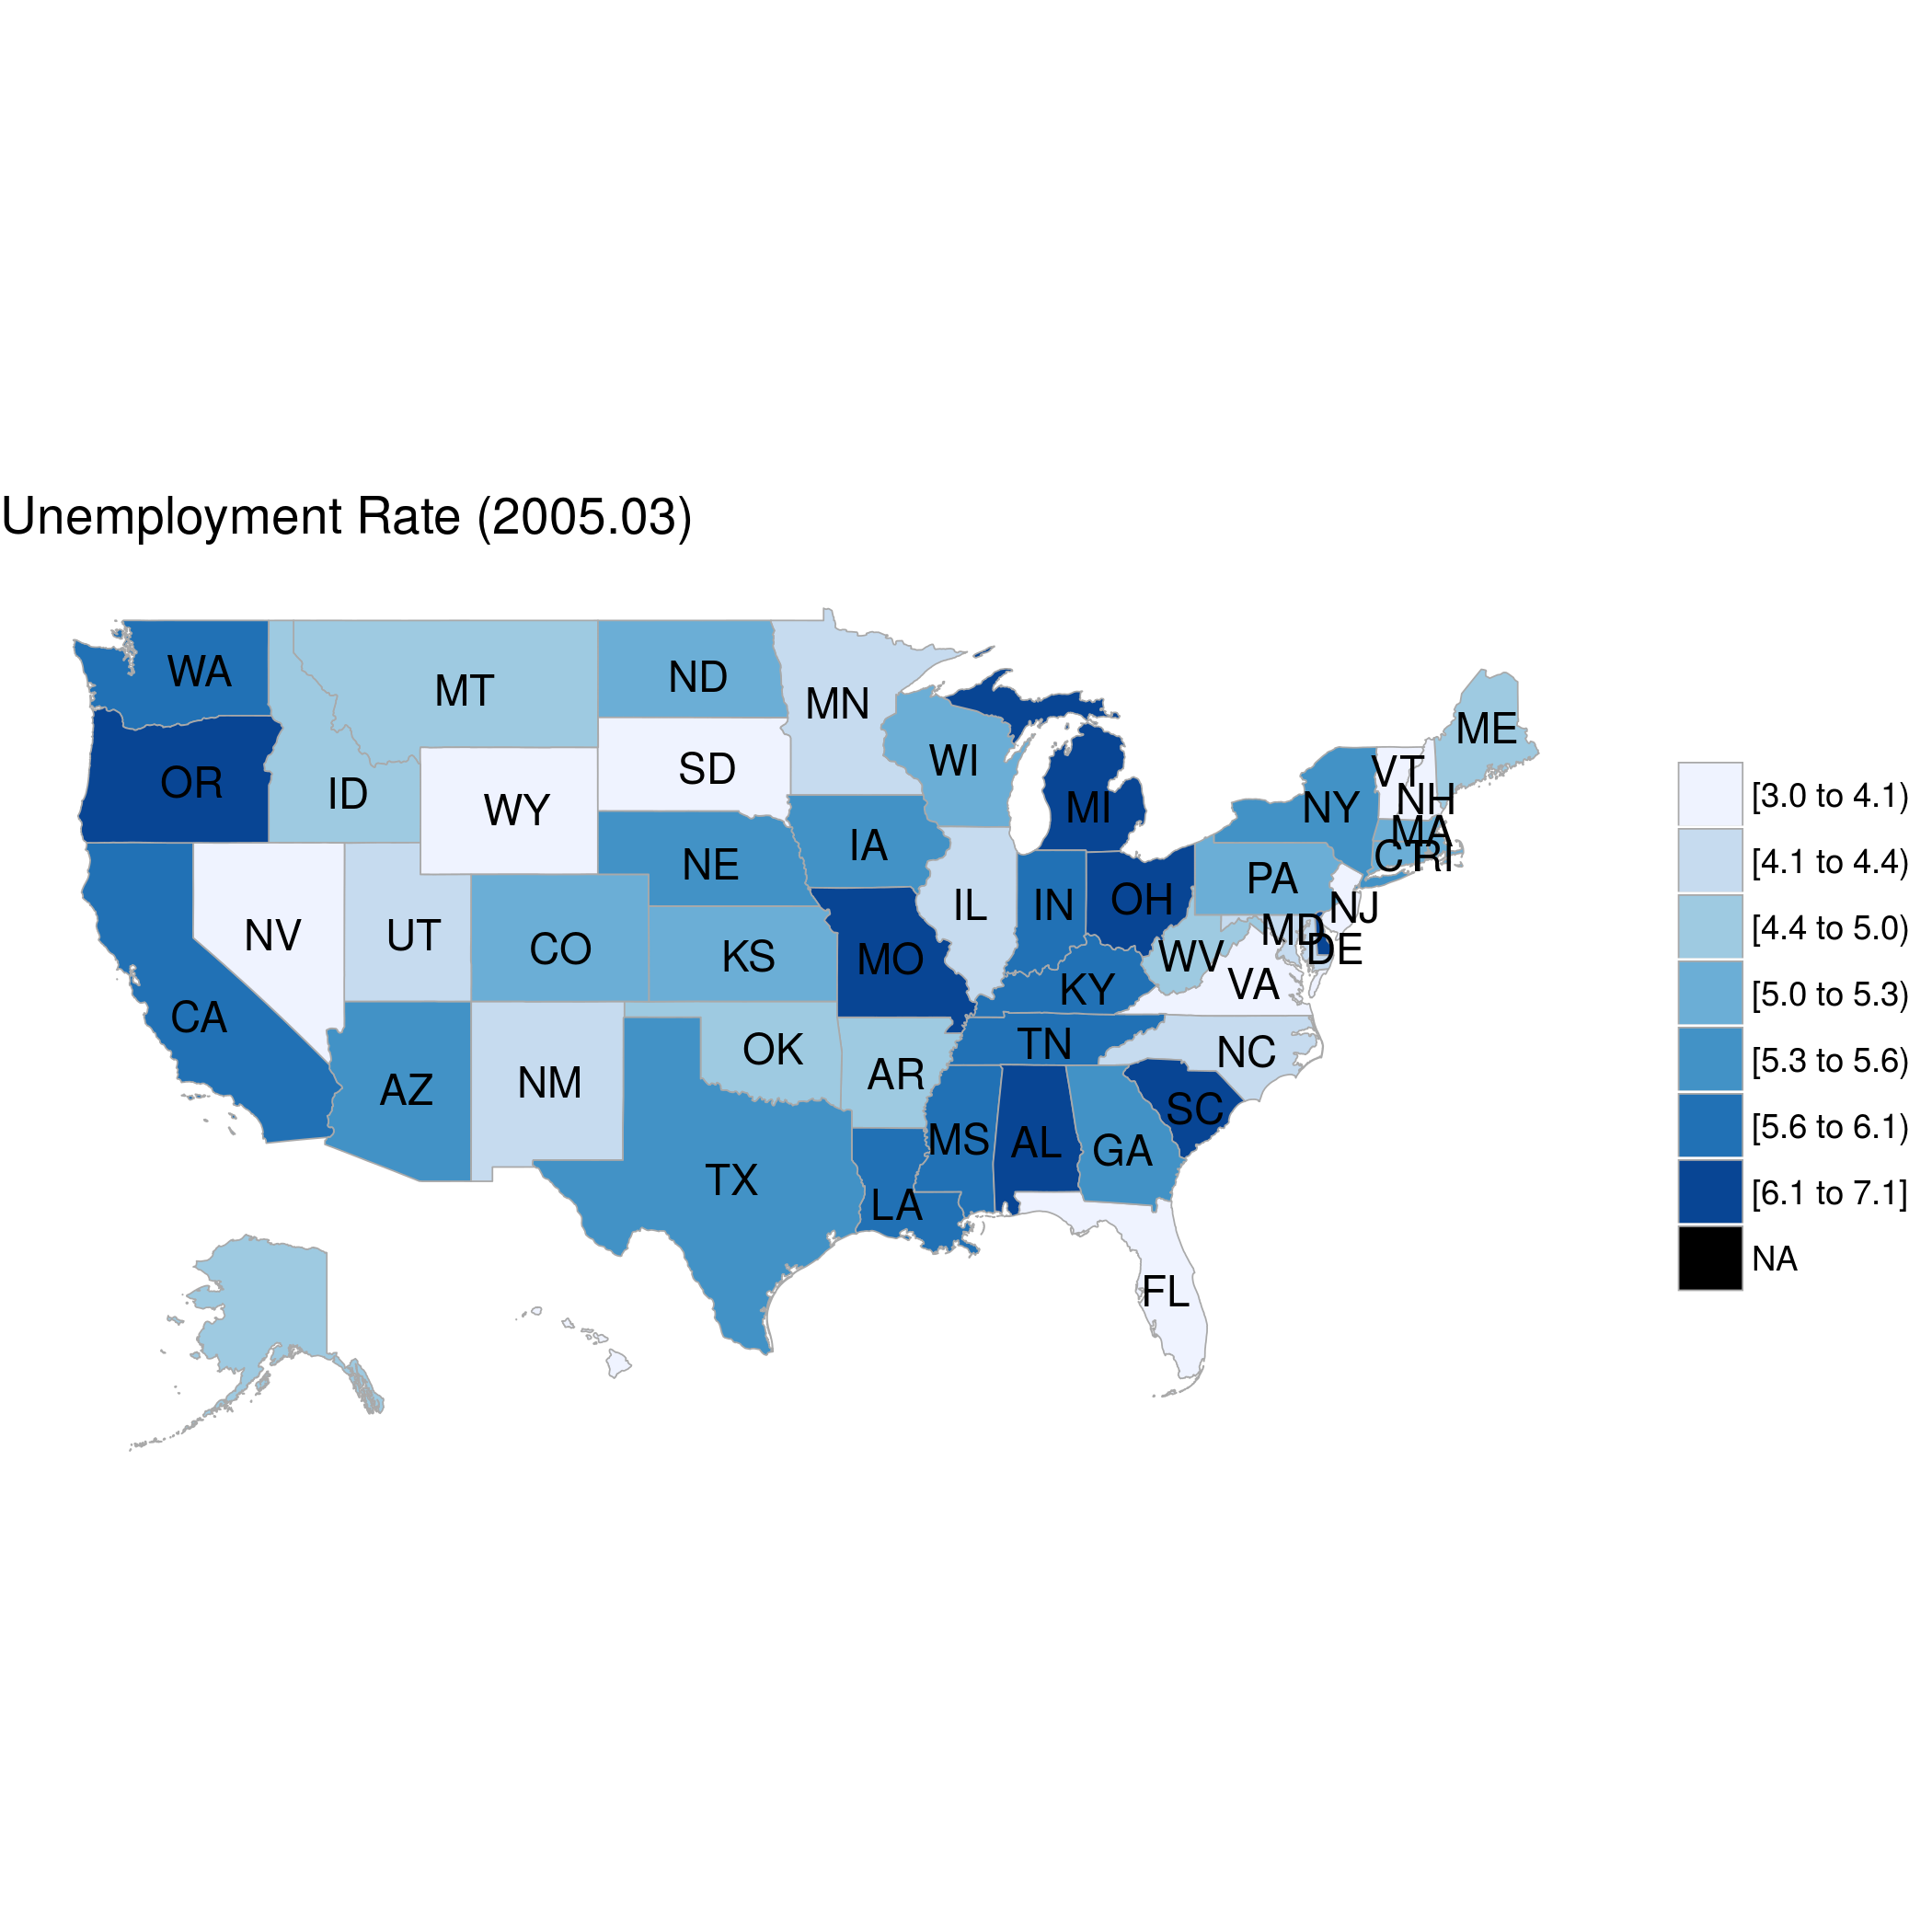 Unemployment Rate (2005.03)
WA
MT
ND
MN
ME
OR
ID
WY
SD
WI
MI
VT
NH
NY
MA
CT
RI
NE
IA
PA
NV
UT
CO
KS
MO
IL
IN
OH
NJ
MD
DE
WV
VA
CA
KY
AZ
NM
OK
AR
TN
NC
TX
LA
MS
AL
GA
SC
FL
[3.0 to 4.1)
[4.1 to 4.4)
[4.4 to 5.0)
[5.0 to 5.3)
[5.3 to 5.6)
[5.6 to 6.1)
[6.1 to 7.1]
NA